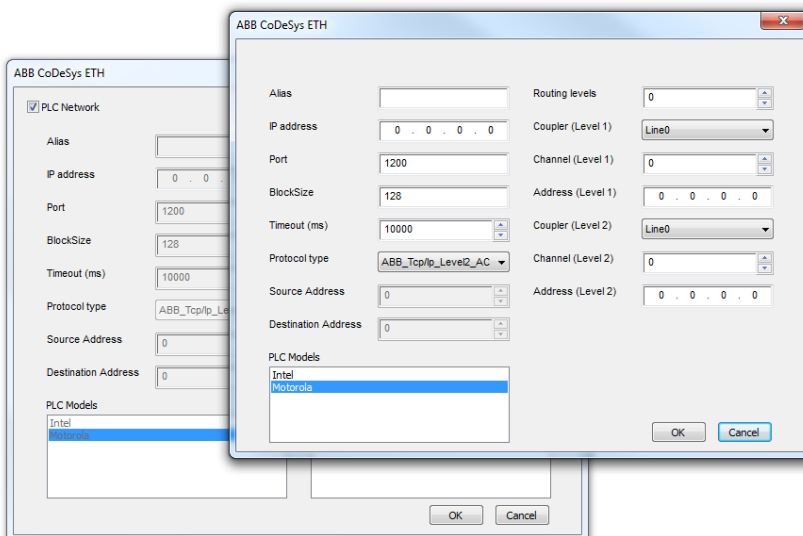 ABB CoDeSys ETH
Alias
IP address 0 . 0 . 0 . 0
Port 1200
BlockSize 128
Timeout (ms) 10000
Protocol type ABB_Tcp/Ip_Level2_AC
Source Address 0
Destination Address 0
PLC Models
Intel
Motorola
Routing levels 0
Coupler (Level 1) Line0
Channel (Level 1) 0
Address (Level 1) 0 . 0 . 0 . 0
Coupler (Level 2) Line0
Channel (Level 2) 0
Address (Level 2) 0 . 0 . 0 . 0
OK Cancel
ABB CoDeSys ETH
PLC Network
Alias
IP address 0 . 0 .
Port 1200
BlockSize 128
Timeout (ms) 10000
Protocol type ABB_Tcp/Ip_Le
Source Address 0
Destination Address 0
PLC Models
Intel
Motorola
OK Cancel